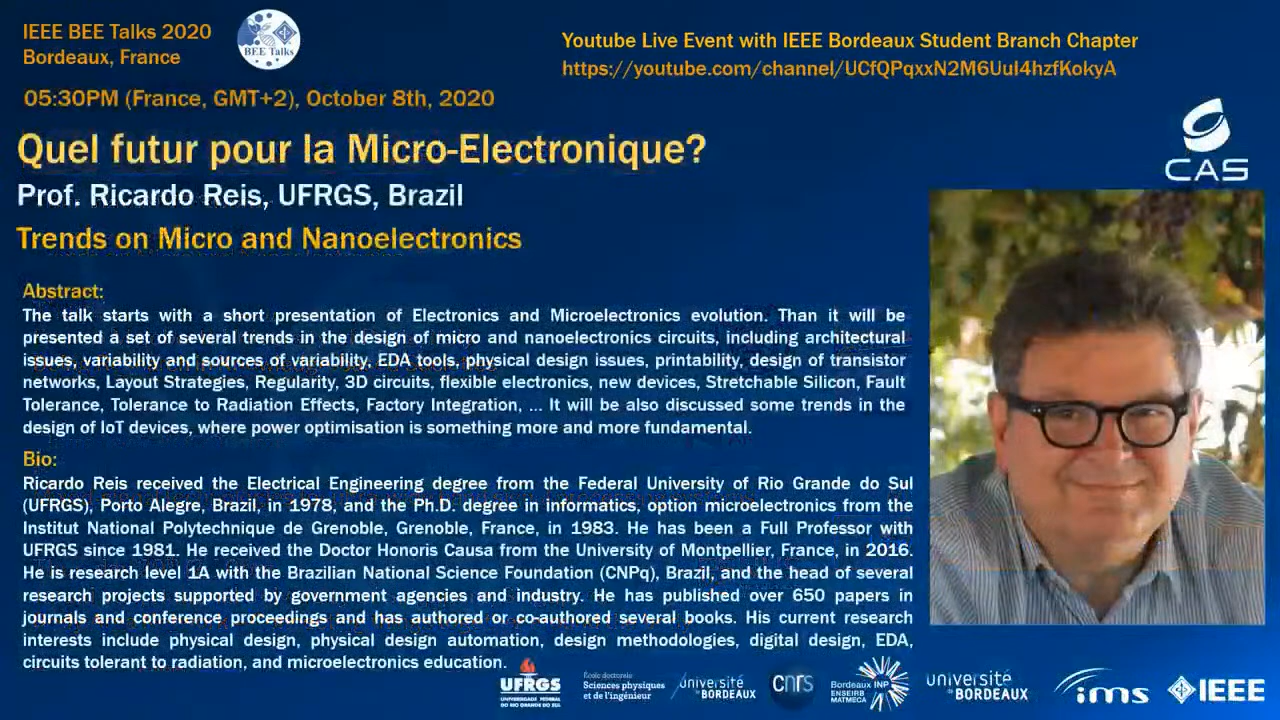 IEEE BEE Talks 2020
Bordeaux, France
BEE Talks
Youtube Live Event with IEEE Bordeaux Student Branch Chapter
https://youtube.com/channel/UCfQPqxxN2M6UuI4hzfKokyA
05:30PM (France, GMT+2), October 8th, 2020
CAS
Quel futur pour la Micro-Electronique?
Prof. Ricardo Reis, UFRGS, Brazil
Trends on Micro and Nanoelectronics
Abstract:
The talk starts with a short presentation of Electronics and Microelectronics evolution. Than it will be
presented a set of several trends in the design of micro and nanoelectronics circuits, including architectural
issues, variability and sources of variability, EDA tools, physical design issues, printability, design of transistor
networks, Layout Strategies, Regularity, 3D circuits, flexible electronics, new devices, Stretchable Silicon, Fault
Tolerance, Tolerance to Radiation Effects, Factory Integration, ... It will be also discussed some trends in the
design of IoT devices, where power optimisation is something more and more fundamental.
Bio:
Ricardo Reis received the Electrical Engineering degree from the Federal University of Rio Grande do Sul
(UFRGS), Porto Alegre, Brazil, in 1978, and the Ph.D. degree in informatics, option microelectronics from the
Institut National Polytechnique de Grenoble, Grenoble, France, in 1983. He has been a Full Professor with
UFRGS since 1981. He received the Doctor Honoris Causa from the University of Montpellier, France, in 2016.
He is research level 1A with the Brazilian National Science Foundation (CNPq), Brazil, and the head of several
research projects supported by government agencies and industry. He has published over 650 papers in
journals and conference proceedings and has authored or co-authored several books. His current research
interests include physical design, physical design automation, design methodologies, digital design, EDA,
circuits tolerant to radiation, and microelectronics education.
UFRGS
UNIVERSIDADE FEDERAL
DO RIO GRANDE DO SUL
École doctorale
Sciences physiques
et de l'ingénieur
université
de BORDEAUX
cnrs
Bordeaux INP
ENSEIRB
MATMECA
université
de BORDEAUX
ims
IEEE